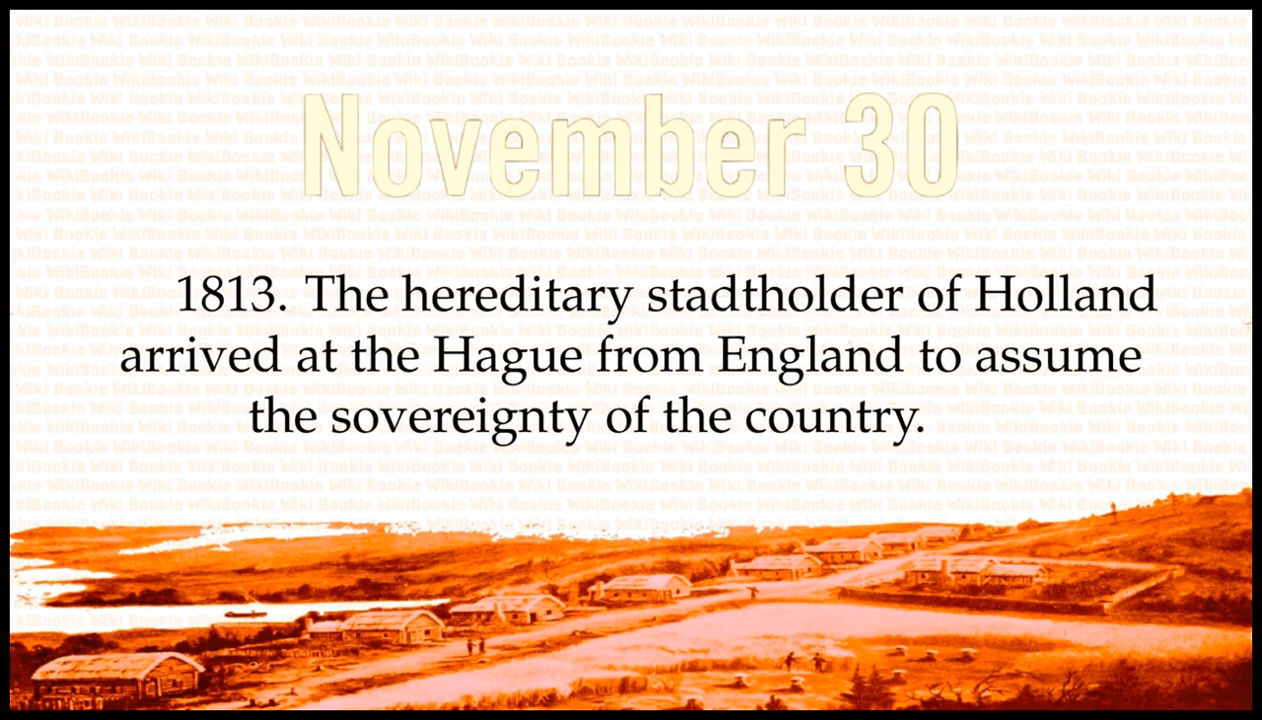 November 30
1813. The hereditary stadtholder of Holland
arrived at the Hague from England to assume
the sovereignty of the country.